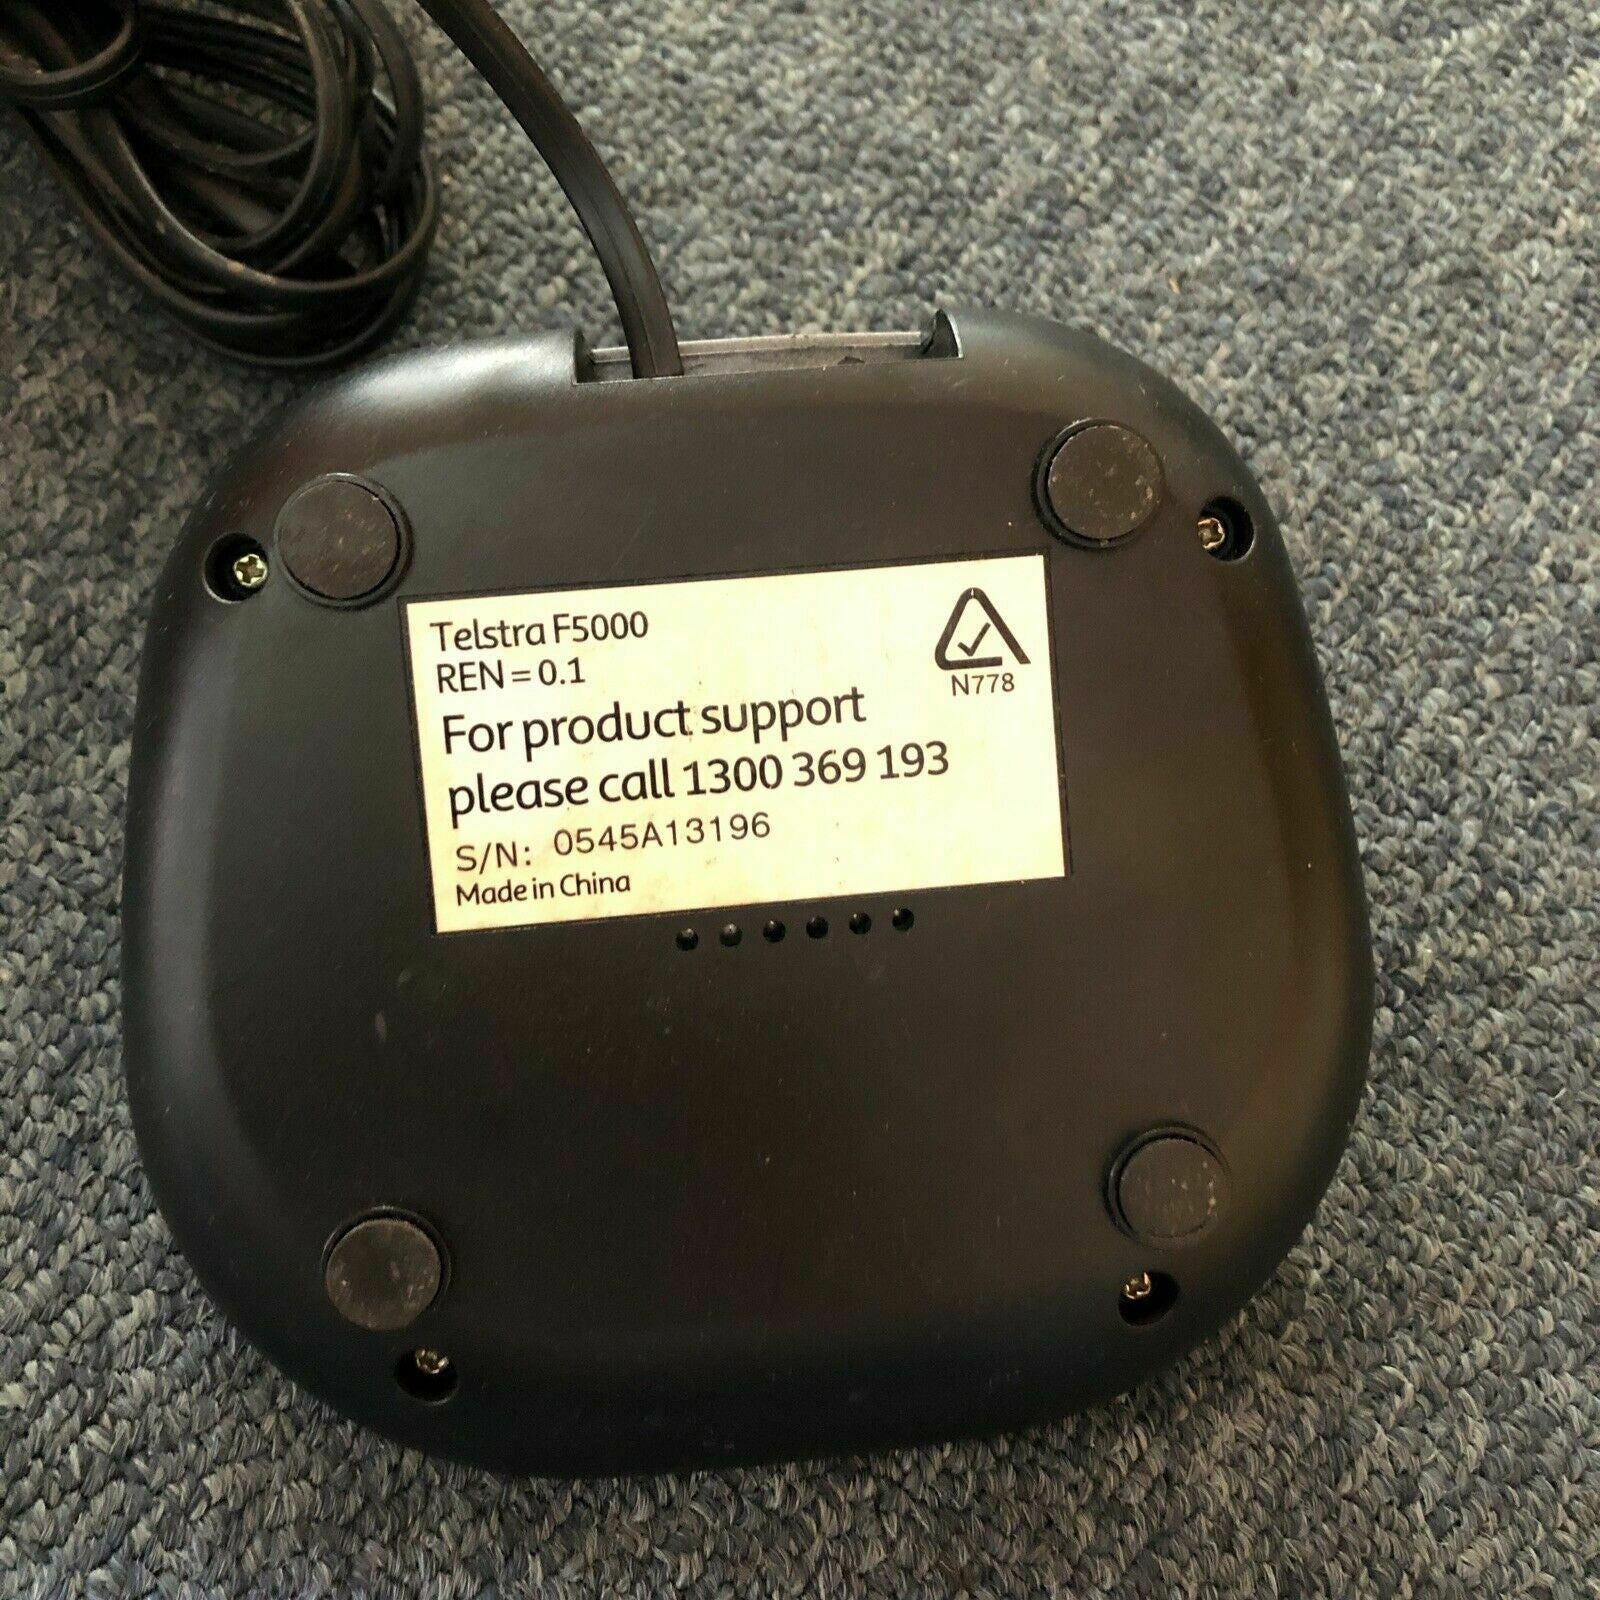 Telstra F5000
REN = 0.1
N778
For product support
please call 1300 369 193
S/N: 0545A13196
Made in China